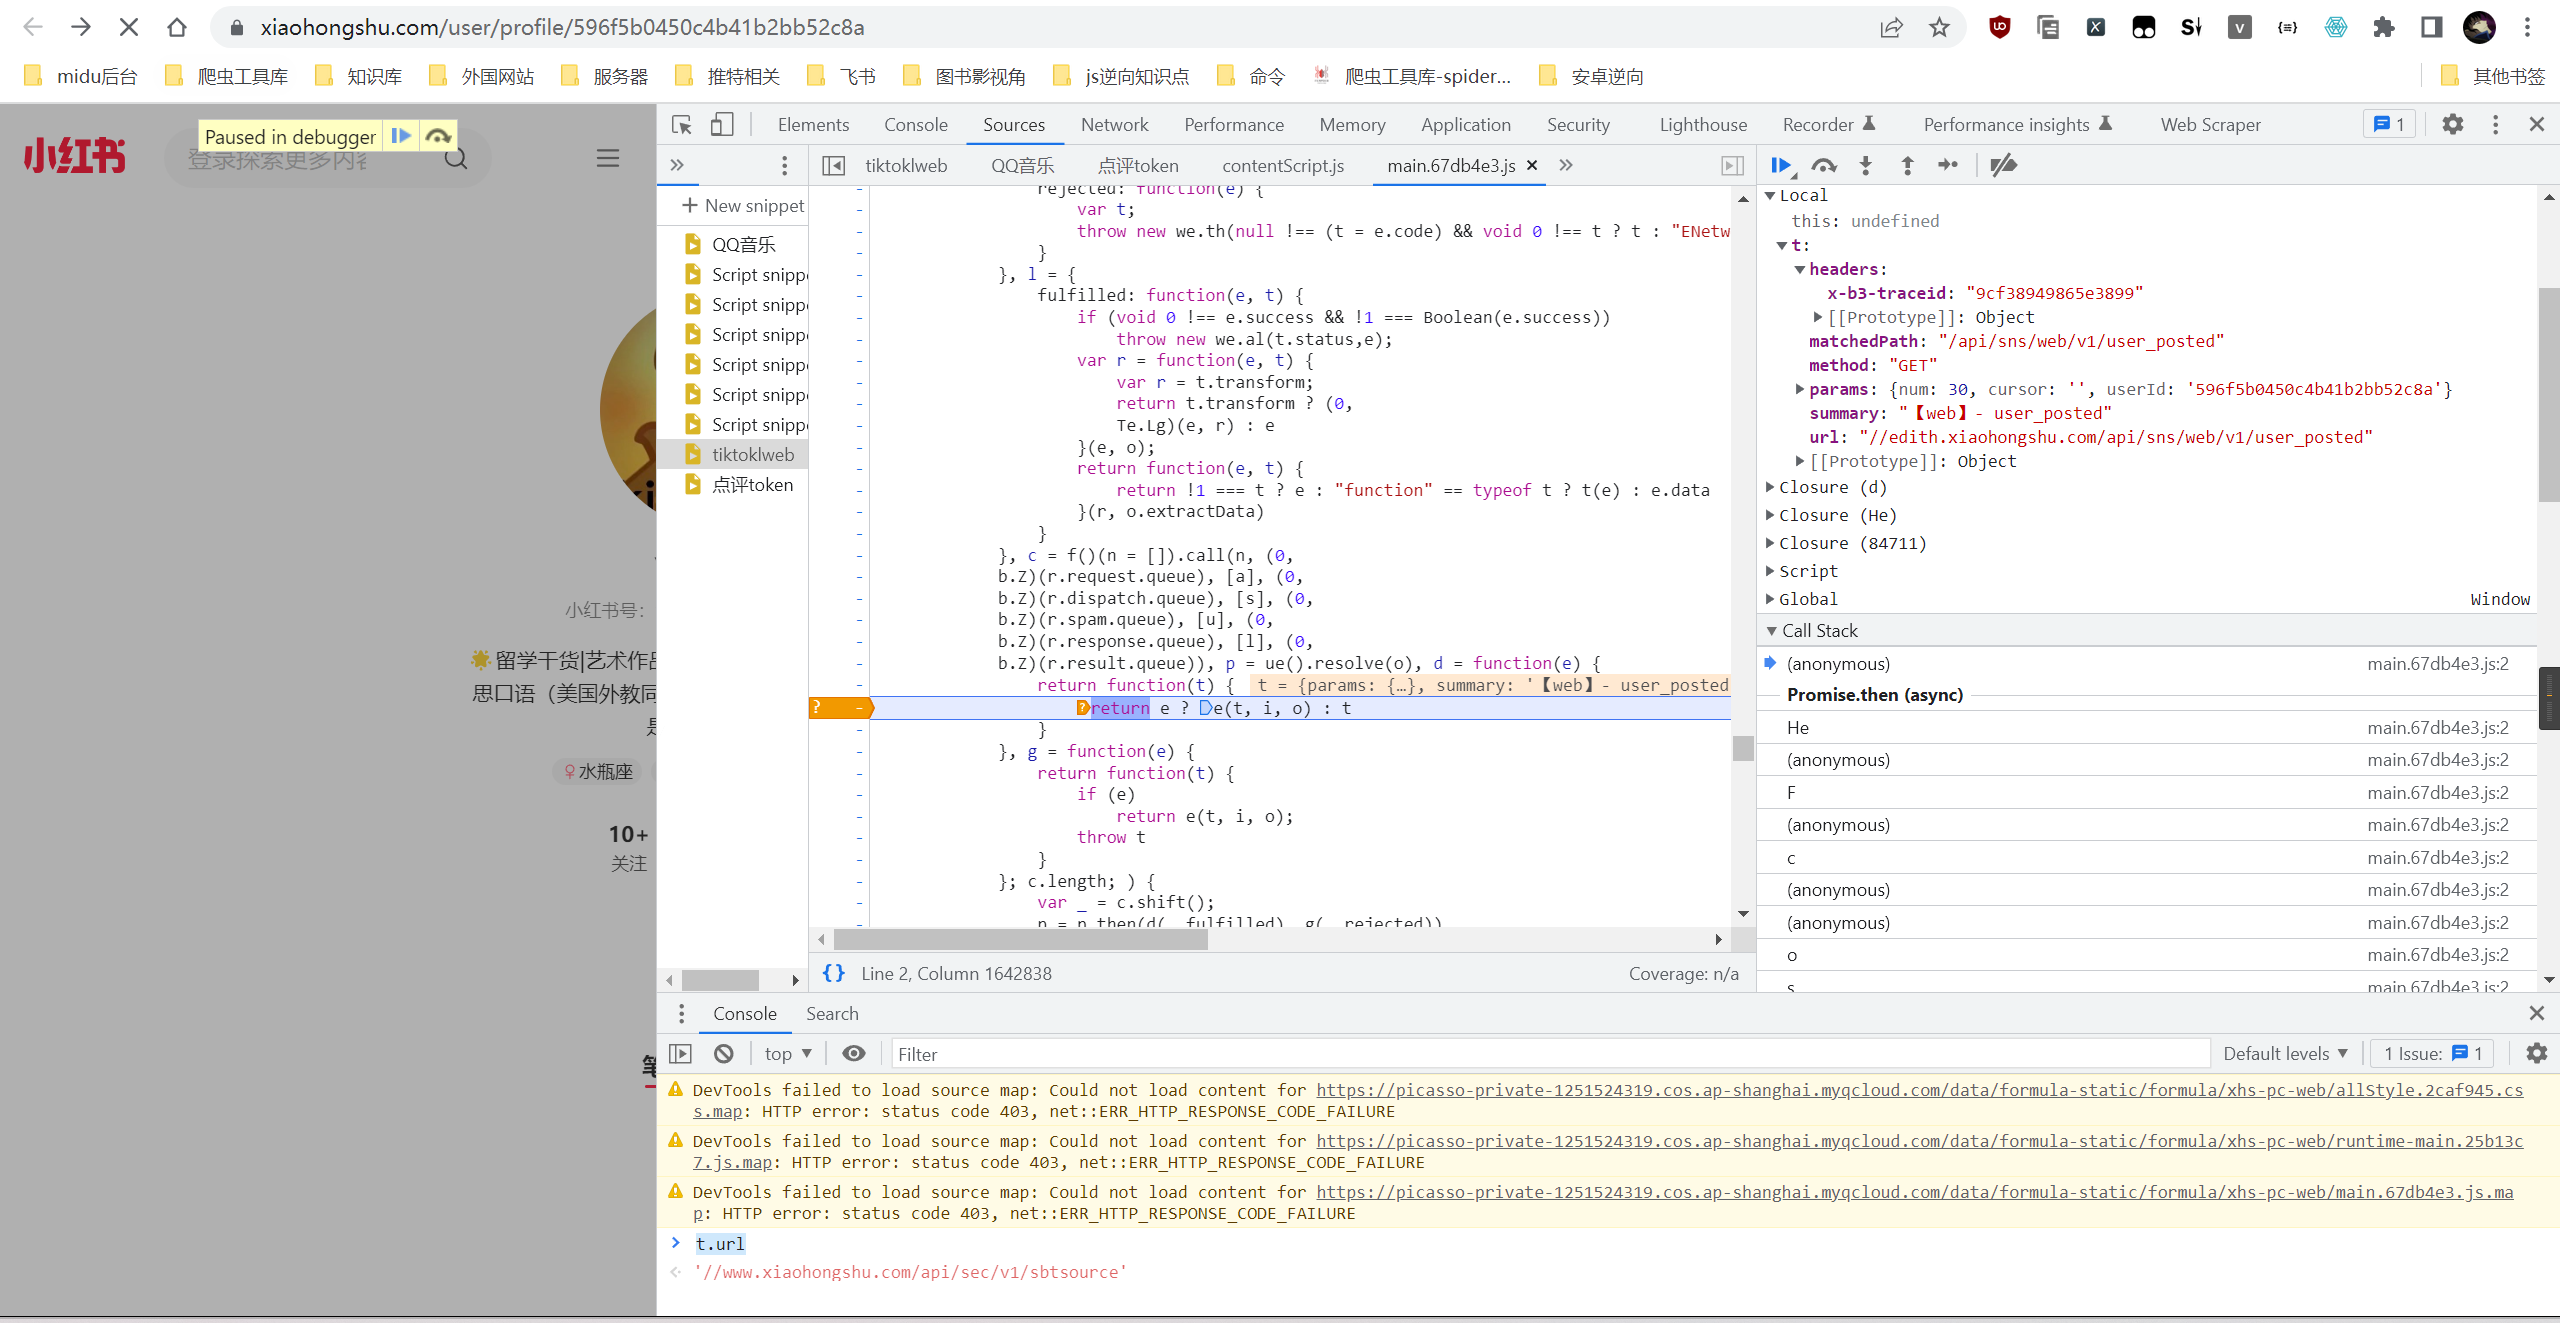 xiaohongshu.com/user/profile/596f5b0450c4b41b2bb52c8a
midu后台 爬虫工具库 知识库 外国网站 服务器 推特相关 飞书 图书影视角 js逆向知识点 命令 爬虫工具库-spider... 安卓逆向 其他书签
小红书
Paused in debugger
登录探索更多内容
小红书号:
🌟留学干货|艺术作品
思口语（美国外教同
是
♀水瓶座
10+
关注
笔
Elements Console Sources Network Performance Memory Application Security Lighthouse Recorder Performance insights Web Scraper 1
tiktoklweb QQ音乐 点评token contentScript.js main.67db4e3.js ×
+ New snippet
QQ音乐
Script snipp
Script snipp
Script snipp
Script snipp
Script snipp
Script snipp
tiktoklweb
点评token
rejected: function(e) {
var t;
throw new we.th(null !== (t = e.code) && void 0 !== t ? t : "ENetw
}
}, l = {
fulfilled: function(e, t) {
if (void 0 !== e.success && !1 === Boolean(e.success))
throw new we.al(t.status,e);
var r = function(e, t) {
var r = t.transform;
return t.transform ? (0,
Te.Lg)(e, r) : e
}(e, o);
return function(e, t) {
return !1 === t ? e : "function" == typeof t ? t(e) : e.data
}(r, o.extractData)
}
}, c = f()(n = []).call(n, (0,
b.Z)(r.request.queue), [a], (0,
b.Z)(r.dispatch.queue), [s], (0,
b.Z)(r.spam.queue), [u], (0,
b.Z)(r.response.queue), [l], (0,
b.Z)(r.result.queue)), p = ue().resolve(o), d = function(e) {
return function(t) { t = {params: {…}, summary: '【web】- user_posted
return e ? e(t, i, o) : t
}
}, g = function(e) {
return function(t) {
if (e)
return e(t, i, o);
throw t
}
}; c.length; ) {
var _ = c.shift();
p = p.then(d(_.fulfilled), g(_.rejected))
{} Line 2, Column 1642838 Coverage: n/a
Local
this: undefined
t:
headers:
x-b3-traceid: "9cf38949865e3899"
[[Prototype]]: Object
matchedPath: "/api/sns/web/v1/user_posted"
method: "GET"
params: {num: 30, cursor: '', userId: '596f5b0450c4b41b2bb52c8a'}
summary: "【web】- user_posted"
url: "//edith.xiaohongshu.com/api/sns/web/v1/user_posted"
[[Prototype]]: Object
Closure (d)
Closure (He)
Closure (84711)
Script
Global Window
Call Stack
(anonymous) main.67db4e3.js:2
Promise.then (async)
He main.67db4e3.js:2
(anonymous) main.67db4e3.js:2
F main.67db4e3.js:2
(anonymous) main.67db4e3.js:2
c main.67db4e3.js:2
(anonymous) main.67db4e3.js:2
(anonymous) main.67db4e3.js:2
o main.67db4e3.js:2
s main.67db4e3.js:2
Console Search
top Filter Default levels 1 Issue: 1
DevTools failed to load source map: Could not load content for https://picasso-private-1251524319.cos.ap-shanghai.myqcloud.com/data/formula-static/formula/xhs-pc-web/allStyle.2caf945.cs
s.map: HTTP error: status code 403, net::ERR_HTTP_RESPONSE_CODE_FAILURE
DevTools failed to load source map: Could not load content for https://picasso-private-1251524319.cos.ap-shanghai.myqcloud.com/data/formula-static/formula/xhs-pc-web/runtime-main.25b13c
7.js.map: HTTP error: status code 403, net::ERR_HTTP_RESPONSE_CODE_FAILURE
DevTools failed to load source map: Could not load content for https://picasso-private-1251524319.cos.ap-shanghai.myqcloud.com/data/formula-static/formula/xhs-pc-web/main.67db4e3.js.ma
p: HTTP error: status code 403, net::ERR_HTTP_RESPONSE_CODE_FAILURE
t.url
'//www.xiaohongshu.com/api/sec/v1/sbtsource'